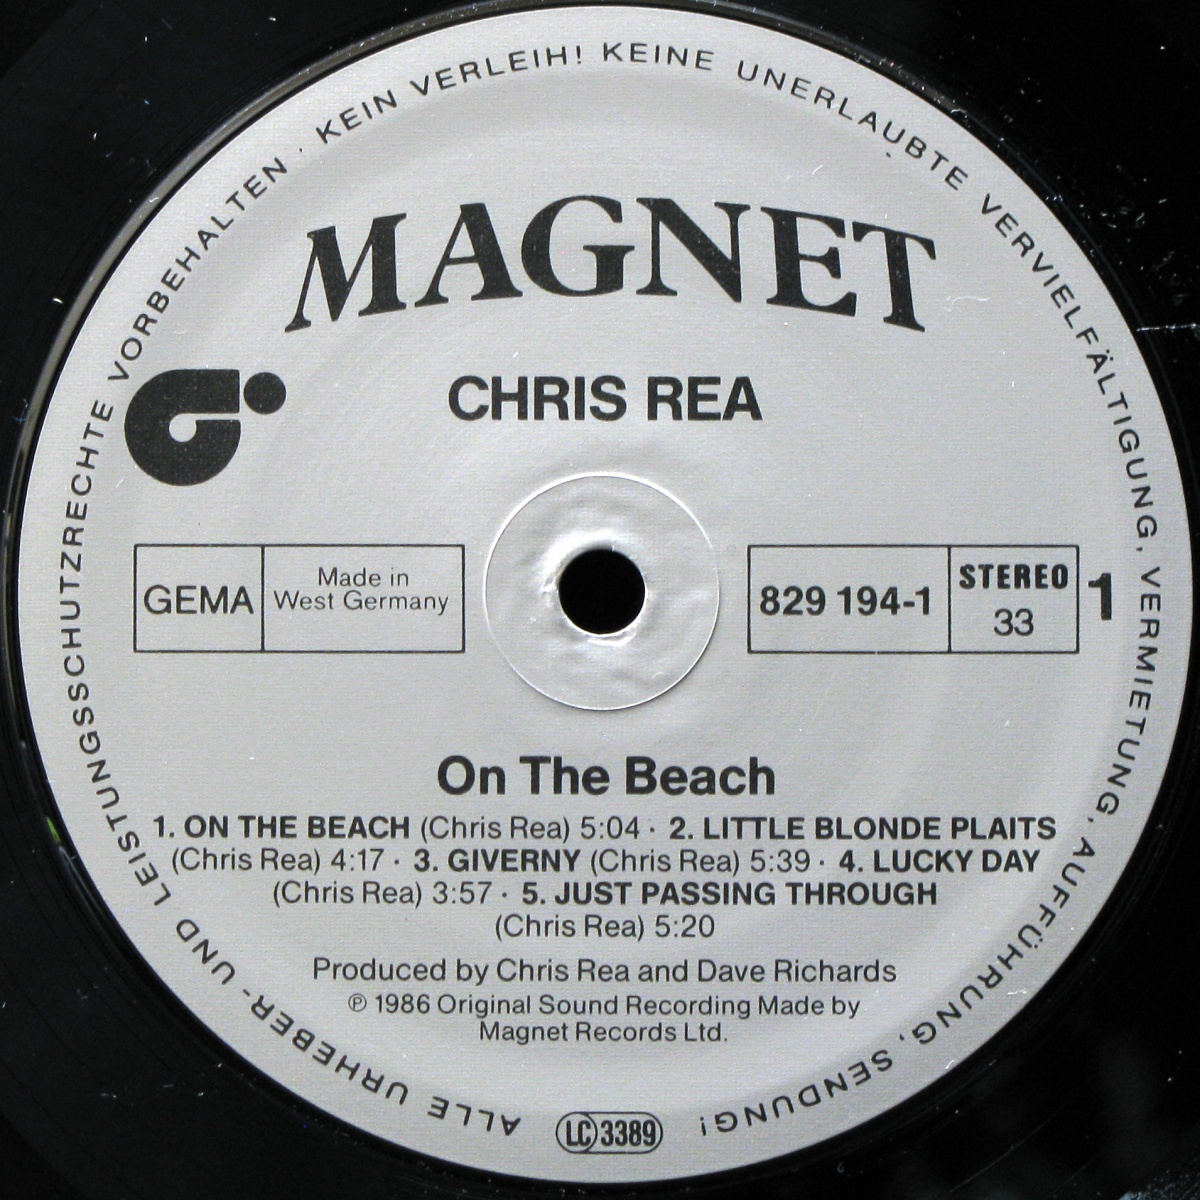 ALLE URHEBER- UND LEISTUNGSSCHUTZRECHTE VORBEHALTEN · KEIN VERLEIH! KEINE UNERLAUBTE VERVIELFÄLTIGUNG, VERMIETUNG, AUFFÜHRUNG, SENDUNG!
MAGNET
CHRIS REA
GEMA
Made in
West Germany
829 194-1
STEREO
33
1
On The Beach
1. ON THE BEACH (Chris Rea) 5:04 · 2. LITTLE BLONDE PLAITS
(Chris Rea) 4:17 · 3. GIVERNY (Chris Rea) 5:39 · 4. LUCKY DAY
(Chris Rea) 3:57 · 5. JUST PASSING THROUGH
(Chris Rea) 5:20
Produced by Chris Rea and Dave Richards
℗ 1986 Original Sound Recording Made by
Magnet Records Ltd.
LC 3389